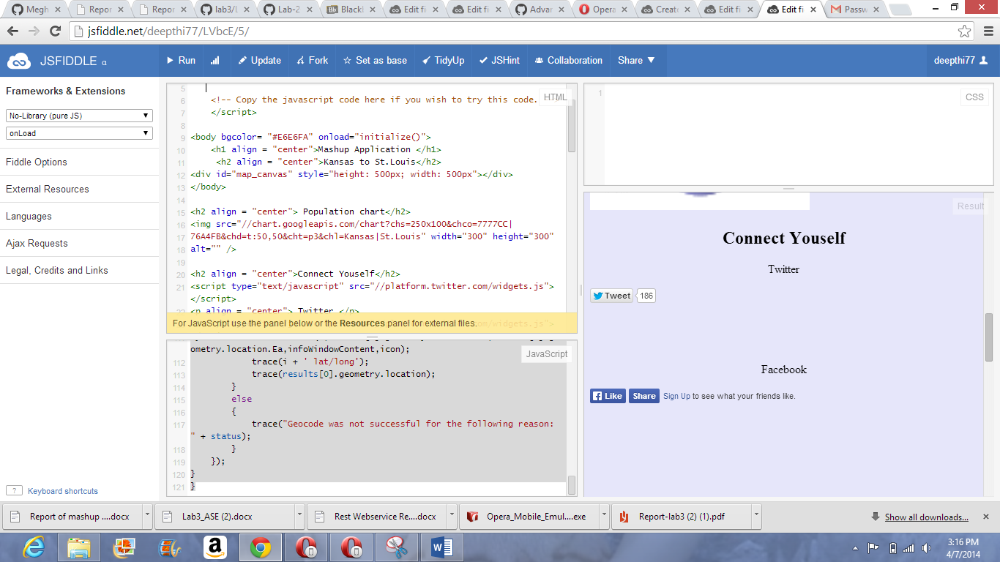 Megh
Repor
Repor
lab3/L
Lab-2
Bb Blackl
Edit fi
Edit fi
Advar
Opera
Create
Edit fi
Edit fi
Passw
jsfiddle.net/deepthi77/LVbcE/5/
JSFIDDLE α
Run
Update
Fork
Set as base
TidyUp
JSHint
Collaboration
Share
deepthi77
Frameworks & Extensions
No-Library (pure JS)
onLoad
Fiddle Options
External Resources
Languages
Ajax Requests
Legal, Credits and Links
? Keyboard shortcuts
HTML
5
6 <!-- Copy the javascript code here if you wish to try this code.
7 </script>
8
9 <body bgcolor= "#E6E6FA" onload="initialize()">
10 <h1 align = "center">Mashup Application </h1>
11 <h2 align = "center">Kansas to St.Louis</h2>
12 <div id="map_canvas" style="height: 500px; width: 500px"></div>
13 </body>
14
15 <h2 align = "center"> Population chart</h2>
16 <img src="//chart.googleapis.com/chart?chs=250x100&chco=7777CC|
17 76A4FB&chd=t:50,50&cht=p3&chl=Kansas|St.Louis" width="300" height="300"
18 alt="" />
19
20 <h2 align = "center">Connect Youself</h2>
21 <script type="text/javascript" src="//platform.twitter.com/widgets.js">
</script>
22 <p align = "center"> Twitter </p>
For JavaScript use the panel below or the Resources panel for external files.
JavaScript
ometry.location.Ea,infoWindowContent,icon);
112 trace(i + ' lat/long');
113 trace(results[0].geometry.location);
114 }
115 else
116 {
117 trace("Geocode was not successful for the following reason:
" + status);
118 }
119 });
120 }
121 }
CSS
1
Result
Connect Youself
Twitter
Tweet 186
Facebook
Like Share Sign Up to see what your friends like.
Report of mashup ....docx
Lab3_ASE (2).docx
Rest Webservice Re....docx
Opera_Mobile_Emul....exe
Report-lab3 (2) (1).pdf
Show all downloads...
3:16 PM
4/7/2014